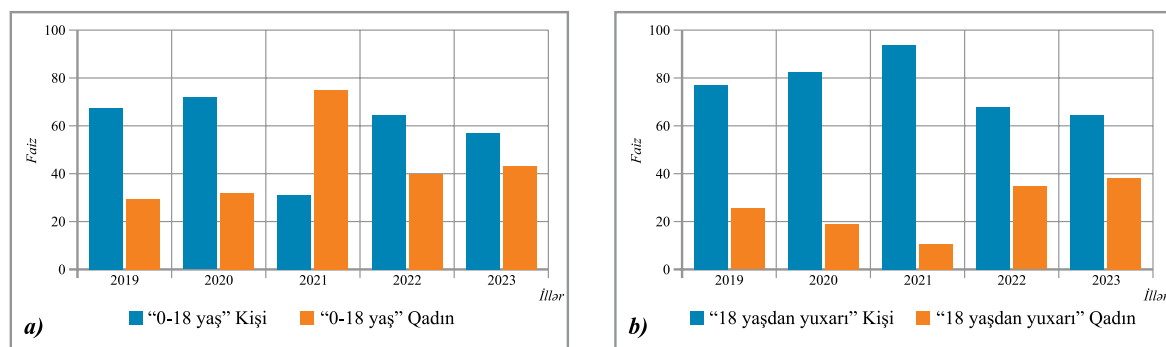 100
80
60
40
20
0
Faiz
2019 2020 2021 2022 2023
İllər
"0-18 yaş" Kişi "0-18 yaş" Qadın
a)
100
80
60
40
20
0
Faiz
2019 2020 2021 2022 2023
İllər
"18 yaşdan yuxarı" Kişi "18 yaşdan yuxarı" Qadın
b)